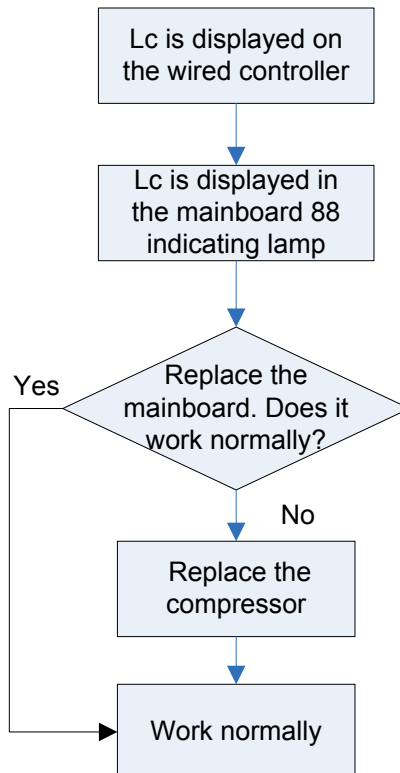 Lc is displayed on
the wired controller
Lc is displayed in
the mainboard 88
indicating lamp
Yes
Replace the
mainboard. Does it
work normally?
No
Replace the
compressor
Work normally